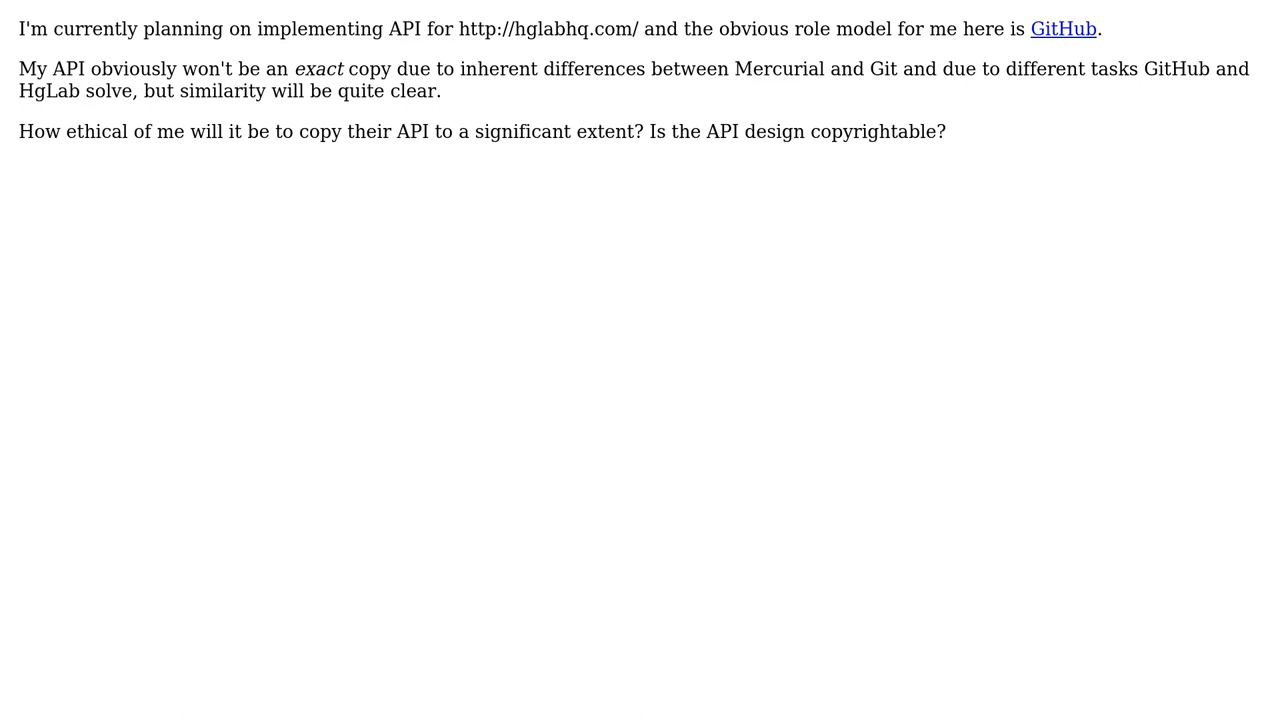 I'm currently planning on implementing API for http://hglabhq.com/ and the obvious role model for me here is GitHub.
My API obviously won't be an exact copy due to inherent differences between Mercurial and Git and due to different tasks GitHub and
HgLab solve, but similarity will be quite clear.
How ethical of me will it be to copy their API to a significant extent? Is the API design copyrightable?